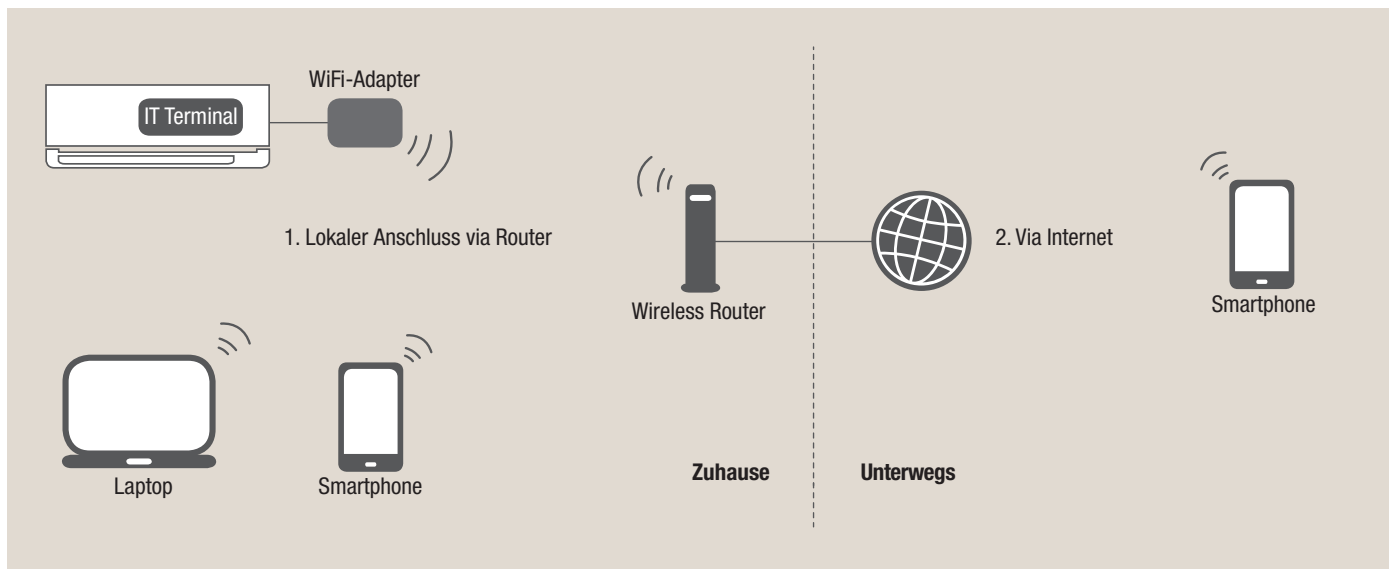 WiFi-Adapter
IT Terminal
1. Lokaler Anschluss via Router
2. Via Internet
Wireless Router
Smartphone
Laptop
Smartphone
Zuhause
Unterwegs